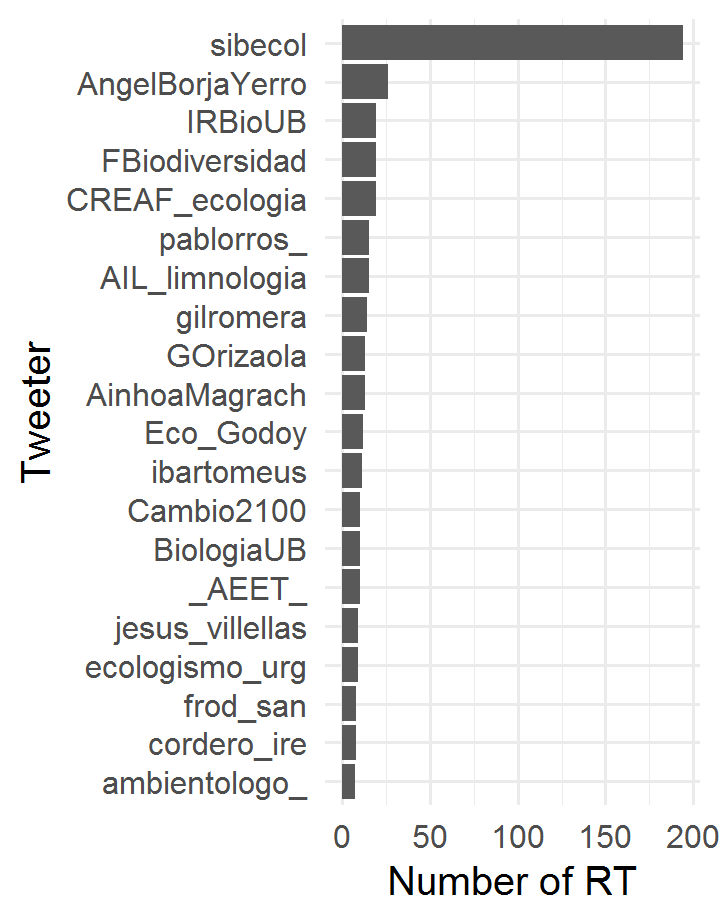 sibecol
AngelBorjaYerro
IRBioUB
FBiodiversidad
CREAF_ecologia
pablorros_
AIL_limnologia
gilromera
GOrizaola
AinhoaMagrach
Eco_Godoy
ibartomeus
Cambio2100
BiologiaUB
_AEET_
jesus_villellas
ecologismo_urg
frod_san
cordero_ire
ambientologo_
Tweeter
0 50 100 150 200
Number of RT